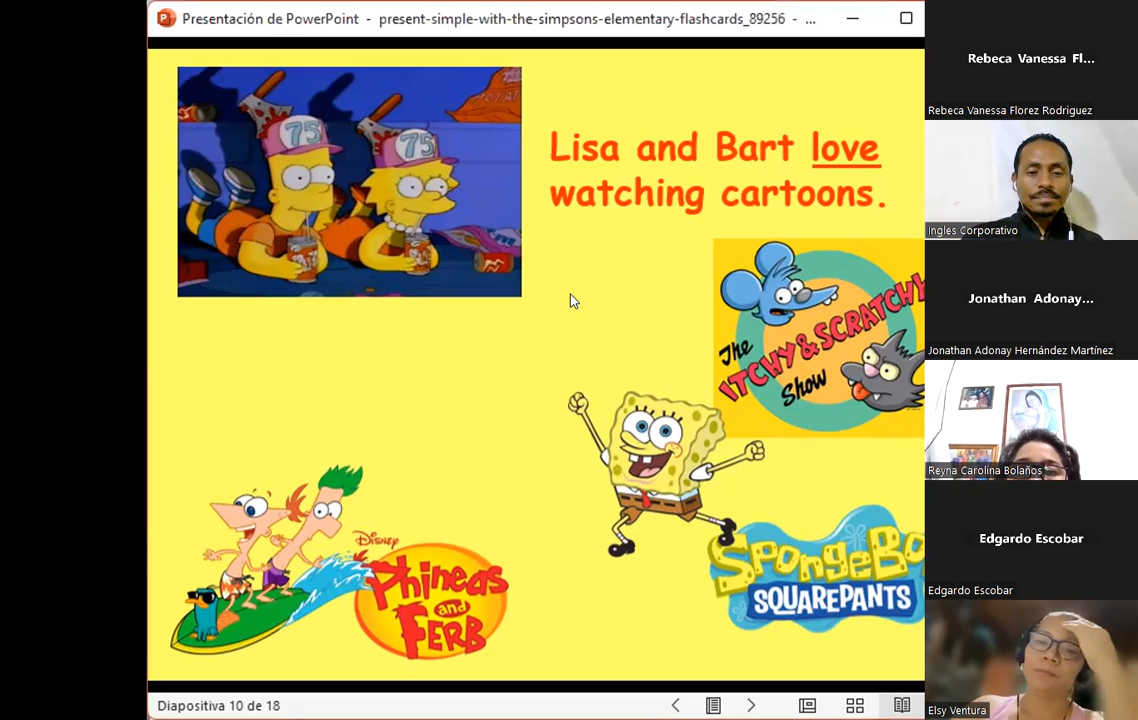 Presentación de PowerPoint - present-simple-with-the-simpsons-elementary-flashcards_89256 - ...
75
75
Lisa and Bart love
watching cartoons.
The
ITCHY & SCRATCHY
Show
DISNEY
Phineas
and
FERB
SPONGEBO
SQUAREPANTS
Diapositiva 10 de 18
Rebeca Vanessa Fl...
Rebeca Vanessa Florez Rodriguez
Ingles Corporativo
Jonathan Adonay...
Jonathan Adonay Hernández Martínez
Reyna Carolina Bolaños
Edgardo Escobar
Edgardo Escobar
Elsy Ventura